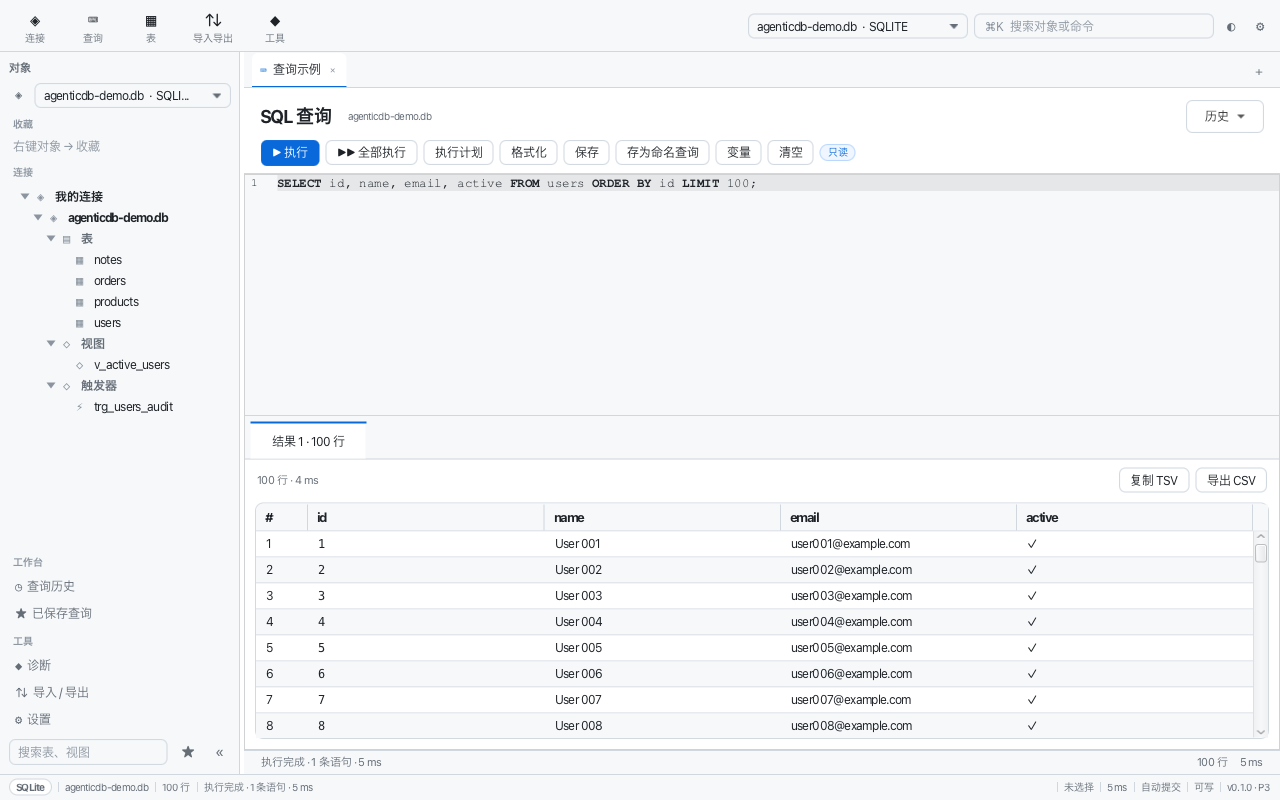 连接 查询 表 导入导出 工具 agenticdb-demo.db · SQLITE ⌘K 搜索对象或命令
对象
agenticdb-demo.db · SQLI...
收藏
右键对象 → 收藏
连接
我的连接
agenticdb-demo.db
表
notes
orders
products
users
视图
v_active_users
触发器
trg_users_audit
工作台
查询历史
已保存查询
工具
诊断
导入 / 导出
设置
搜索表、视图 «
查询示例 × +
SQL 查询 agenticdb-demo.db 历史
执行 全部执行 执行计划 格式化 保存 存为命名查询 变量 清空 只读
1 SELECT id, name, email, active FROM users ORDER BY id LIMIT 100;
结果 1 · 100 行
100 行 · 4 ms 复制 TSV 导出 CSV
# id name email active
1 1 User 001 user001@example.com ✓
2 2 User 002 user002@example.com ✓
3 3 User 003 user003@example.com ✓
4 4 User 004 user004@example.com ✓
5 5 User 005 user005@example.com ✓
6 6 User 006 user006@example.com ✓
7 7 User 007 user007@example.com ✓
8 8 User 008 user008@example.com ✓
执行完成 · 1 条语句 · 5 ms 100 行 5 ms
SQLite agenticdb-demo.db 100 行 执行完成 · 1 条语句 · 5 ms 未选择 5 ms 自动提交 可写 v0.1.0 · P3